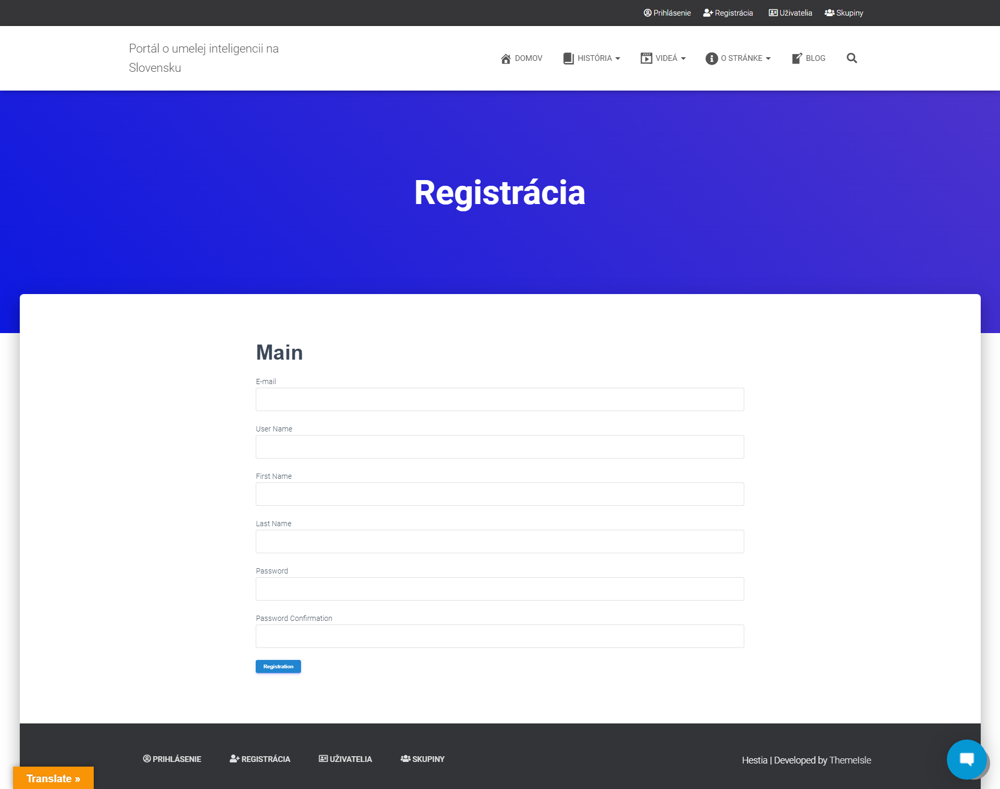 Prihlásenie Registrácia Uživatelia Skupiny
Portál o umelej inteligencii na
Slovensku
DOMOV HISTÓRIA VIDEÁ O STRÁNKE BLOG
Registrácia
Main
E-mail
User Name
First Name
Last Name
Password
Password Confirmation
Registration
PRIHLÁSENIE REGISTRÁCIA UŽIVATELIA SKUPINY
Hestia | Developed by ThemeIsle
Translate »